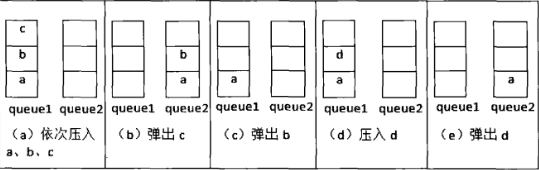 c
b
a
queue1 queue2
(a)依次压入
a、b、c
b
a
queue1 queue2
(b)弹出 c
a
queue1 queue2
(c)弹出 b
d
a
queue1 queue2
(d)压入 d
a
queue1 queue2
(e)弹出 d